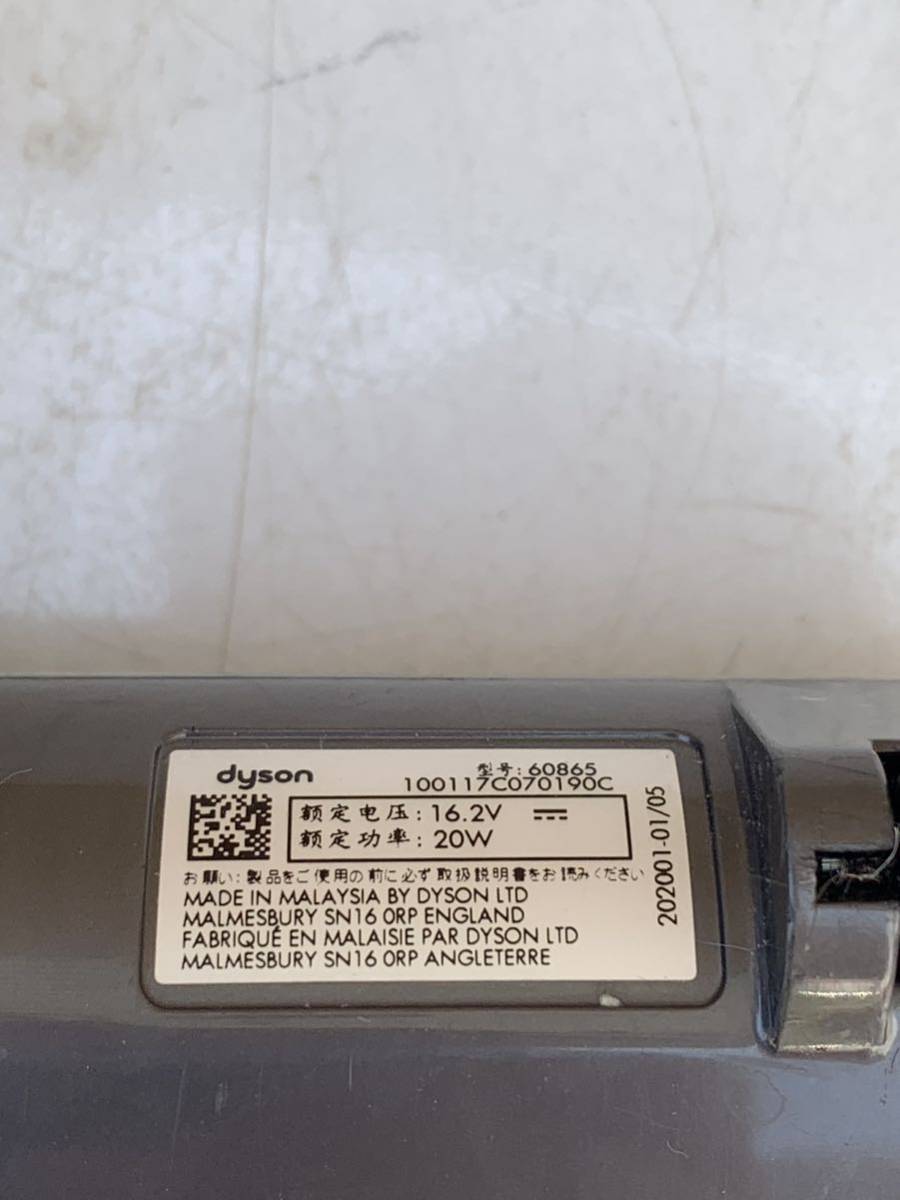 dyson
型号: 60865
100117C070190C
额定电压: 16.2V ⎓
额定功率: 20W
お願い: 製品をご使用の前に必ず取扱説明書をお読みください
MADE IN MALAYSIA BY DYSON LTD
MALMESBURY SN16 0RP ENGLAND
FABRIQUÉ EN MALAISIE PAR DYSON LTD
MALMESBURY SN16 0RP ANGLETERRE
202001-01/05